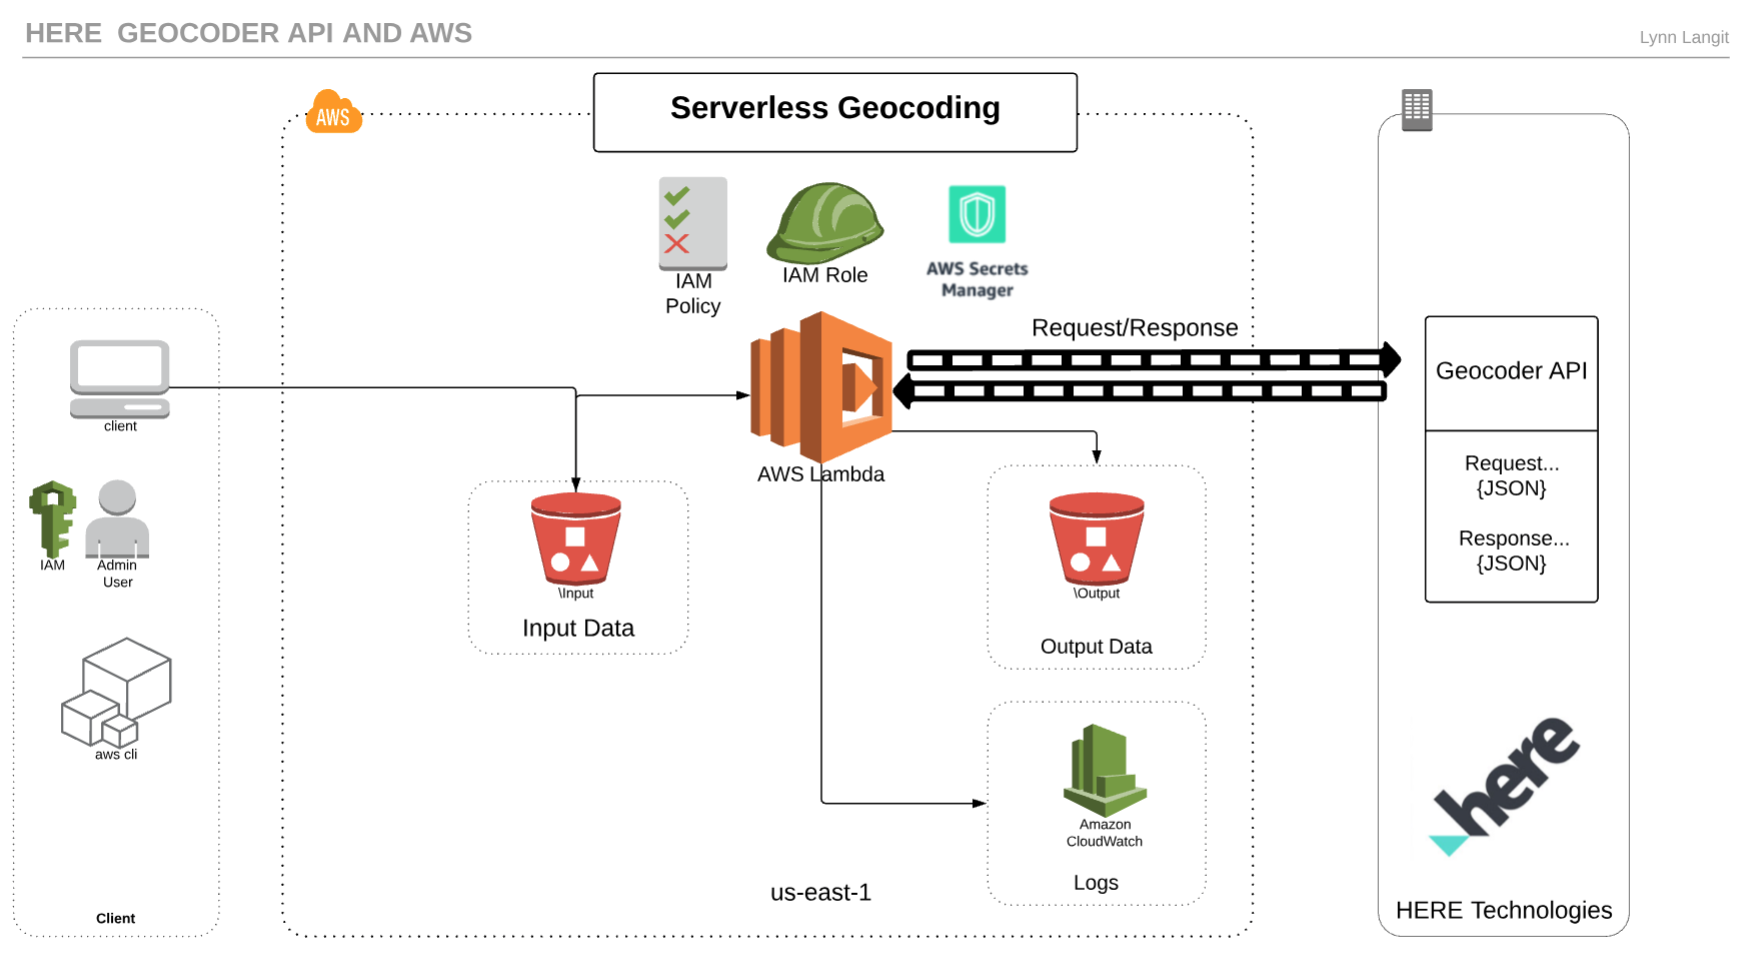 HERE  GEOCODER API AND AWS
Lynn Langit
AWS
Serverless Geocoding
IAM
Policy
IAM Role
AWS Secrets
Manager
Request/Response
client
AWS Lambda
Geocoder API
Request...
{JSON}
Response...
{JSON}
IAM
Admin
User
\Input
Input Data
\Output
Output Data
aws cli
Amazon
CloudWatch
Logs
us-east-1
Client
here
HERE Technologies